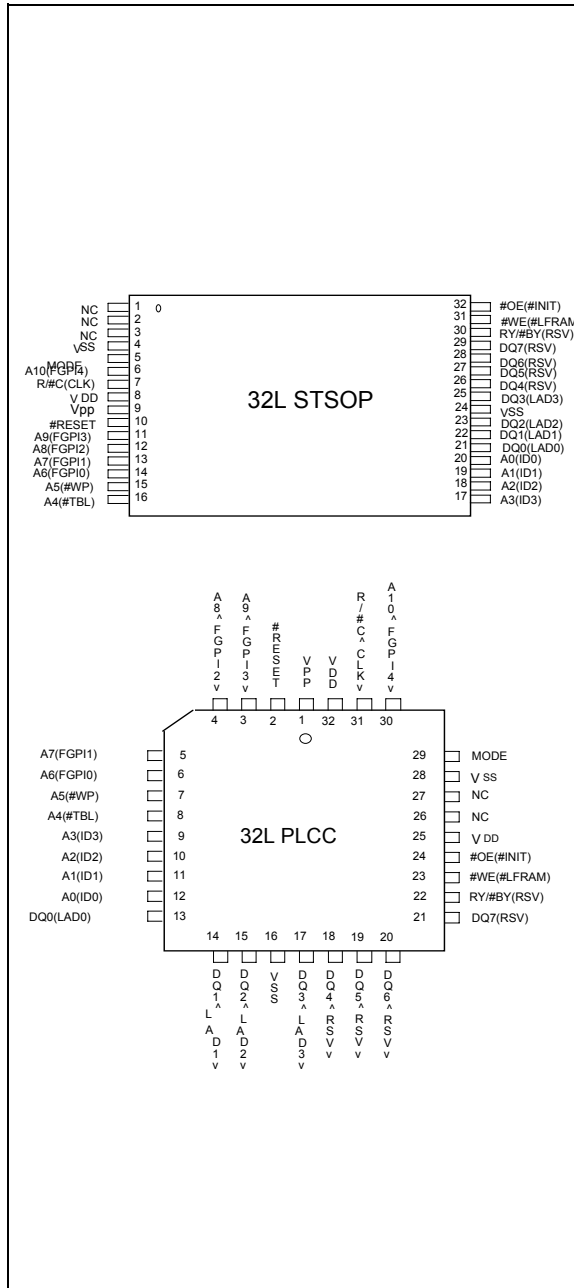 NC 1 32 #OE(#INIT)
NC 2 31 #WE(#LFRAM
NC 3 30 RY/#BY(RSV)
VSS 4 29 DQ7(RSV)
MODE 5 28 DQ6(RSV)
A10(FGPI4) 6 27 DQ5(RSV)
R/#C(CLK) 7 26 DQ4(RSV)
VDD 8 25 DQ3(LAD3)
Vpp 9 24 VSS
#RESET 10 23 DQ2(LAD2)
A9(FGPI3) 11 22 DQ1(LAD1)
A8(FGPI2) 12 21 DQ0(LAD0)
A7(FGPI1) 13 20 A0(ID0)
A6(FGPI0) 14 19 A1(ID1)
A5(#WP) 15 18 A2(ID2)
A4(#TBL) 16 17 A3(ID3)
32L STSOP
A8^FGPI2v
A9^FGPI3v
#RESET
VPP
VDD
R/#C^CLKv
A10^FGPI4v
4 3 2 1 32 31 30
A7(FGPI1) 5 29 MODE
A6(FGPI0) 6 28 VSS
A5(#WP) 7 27 NC
A4(#TBL) 8 26 NC
A3(ID3) 9 25 VDD
A2(ID2) 10 24 #OE(#INIT)
A1(ID1) 11 23 #WE(#LFRAM)
A0(ID0) 12 22 RY/#BY(RSV)
DQ0(LAD0) 13 21 DQ7(RSV)
32L PLCC
14 15 16 17 18 19 20
DQ1^LAD1v
DQ2^LAD2v
VSS
DQ3^LAD3v
DQ4^RSVv
DQ5^RSVv
DQ6^RSVv